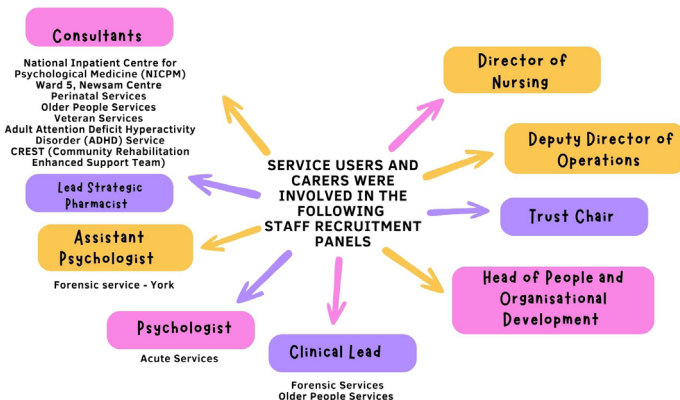 Consultants
National Inpatient Centre for
Psychological Medicine (NICPM)
Ward 5, Newsam Centre
Perinatal Services
Older People Services
Veteran Services
Adult Attention Deficit Hyperactivity
Disorder (ADHD) Service
CREST (Community Rehabilitation
Enhanced Support Team)
Lead Strategic
Pharmacist
Assistant
Psychologist
Forensic service - York
Psychologist
Acute Services
Clinical Lead
Forensic Services
Older People Services
SERVICE USERS AND
CARERS WERE
INVOLVED IN THE
FOLLOWING
STAFF RECRUITMENT
PANELS
Director of
Nursing
Deputy Director of
Operations
Trust Chair
Head of People and
Organisational
Development